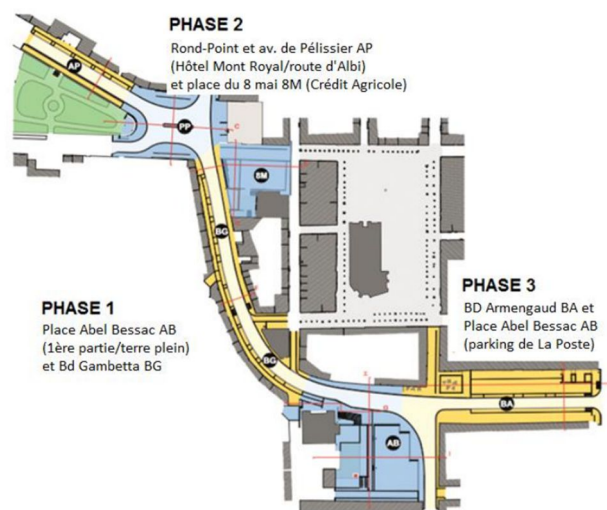 PHASE 2
Rond-Point et av. de Pélissier AP
(Hôtel Mont Royal/route d'Albi)
et place du 8 mai 8M (Crédit Agricole)
AP
PP
8M
BG
PHASE 3
BD Armengaud BA et
Place Abel Bessac AB
(parking de La Poste)
PHASE 1
Place Abel Bessac AB
(1ère partie/terre plein)
et Bd Gambetta BG
BG
BA
AB